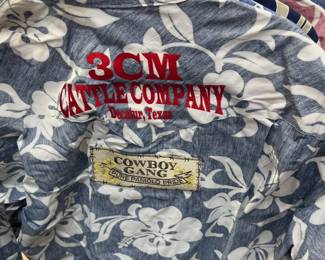 3CM
CATTLE COMPANY
Decatur, Texas
COWBOY
GANG